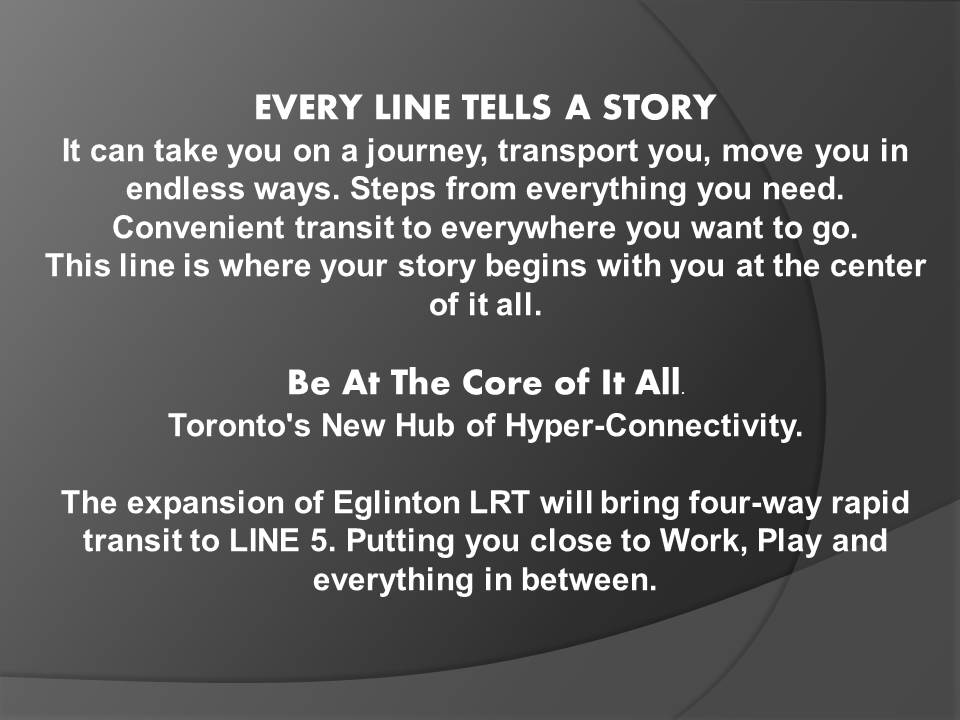 EVERY LINE TELLS A STORY
It can take you on a journey, transport you, move you in
endless ways. Steps from everything you need.
Convenient transit to everywhere you want to go.
This line is where your story begins with you at the center
of it all.
Be At The Core of It All.
Toronto's New Hub of Hyper-Connectivity.
The expansion of Eglinton LRT will bring four-way rapid
transit to LINE 5. Putting you close to Work, Play and
everything in between.